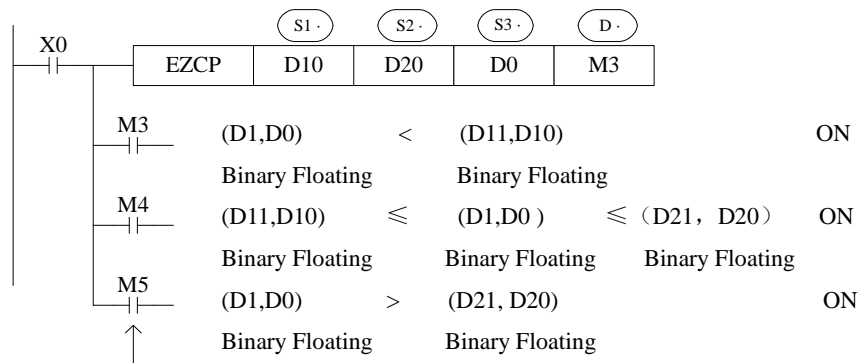 S1· S2· S3· D·
X0
EZCP D10 D20 D0 M3
M3 (D1,D0) < (D11,D10) ON
Binary Floating Binary Floating
M4 (D11,D10) ≦ (D1,D0 ) ≦（D21，D20） ON
Binary Floating Binary Floating Binary Floating
M5 (D1,D0) > (D21, D20) ON
Binary Floating Binary Floating